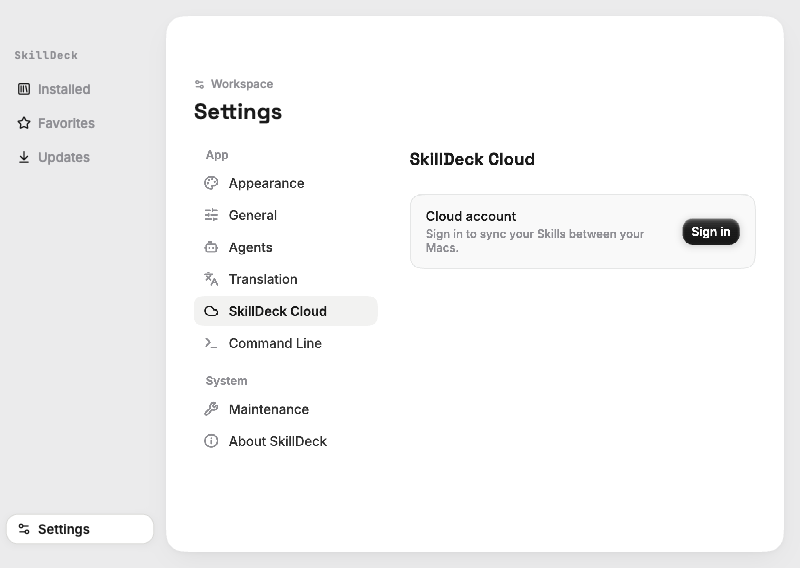 SkillDeck
Installed
Favorites
Updates
Settings
Workspace
Settings
App
Appearance
General
Agents
Translation
SkillDeck Cloud
Command Line
System
Maintenance
About SkillDeck
SkillDeck Cloud
Cloud account
Sign in to sync your Skills between your
Macs.
Sign in